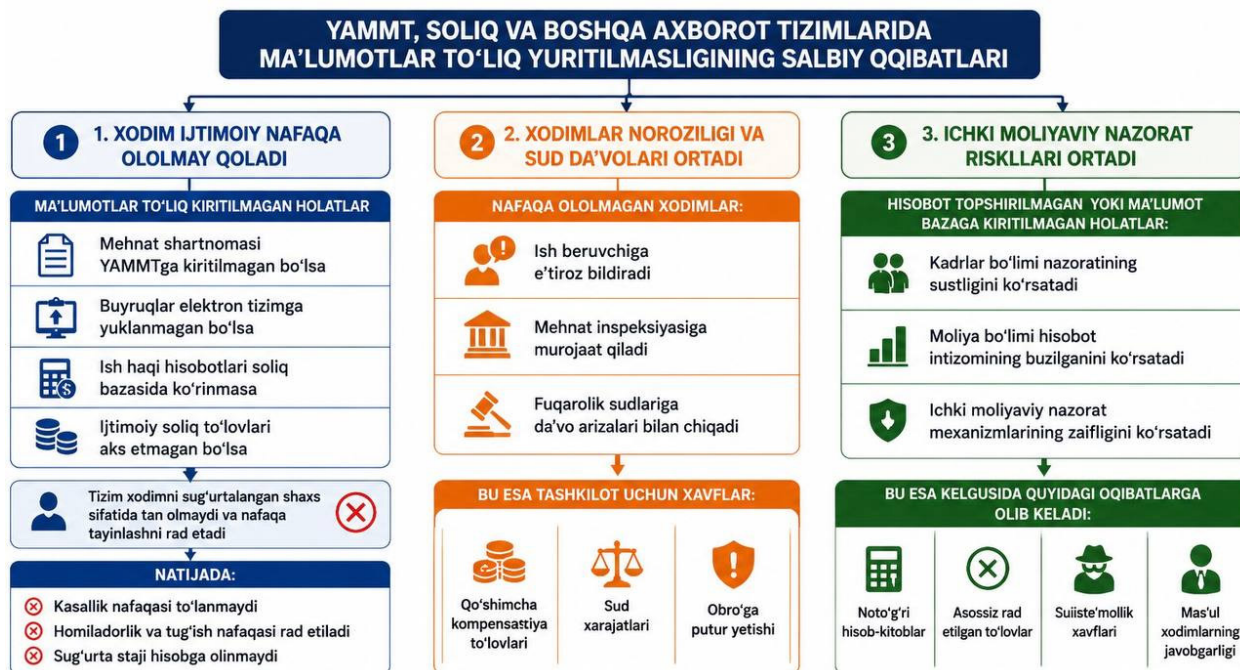 YAMMT, SOLIQ VA BOSHQA AXBOROT TIZIMLARIDA
MA’LUMOTLAR TO‘LIQ YURITILMASLIGINING SALBIY QQIBATLARI
1
1. XODIM IJTIMOIY NAFAQA
OLOLMAY QOLADI
MA’LUMOTLAR TO‘LIQ KIRITILMAGAN HOLATLAR
Mehnat shartnomasi
YAMMTga kiritilmagan bo‘lsa
Buyruqlar elektron tizimga
yuklanmagan bo‘lsa
$
Ish haqi hisobotlari soliq
bazasida ko‘rinmasa
Ijtimoiy soliq to‘lovlari
aks etmagan bo‘lsa
Tizim xodimni sug‘urtalangan shaxs
sifatida tan olmaydi va nafaqa
tayinlashni rad etadi
NATIJADA:
Kasallik nafaqasi to‘lanmaydi
Homiladorlik va tug‘ish nafaqasi rad etiladi
Sug‘urta staji hisobga olinmaydi
2
2. XODIMLAR NOROZILIGI VA
SUD DA’VOLARI ORTADI
NAFAQA OLOLMAGAN XODIMLAR:
Ish beruvchiga
e’tiroz bildiradi
Mehnat inspeksiyasiga
murojaat qiladi
Fuqarolik sudlariga
da’vo arizalari bilan chiqadi
BU ESA TASHKILOT UCHUN XAVFLAR:
Qo‘shimcha
kompensattiya
to‘lovlari
Sud
xarajatlari
Obro‘ga
putur yetishi
3
3. ICHKI MOLIYAVIY NAZORAT
RISKLLARI ORTADI
HISOBOT TOPSHIRILMAGAN YOKI MA’LUMOT
BAZAGA KIRITILMAGAN HOLATLAR:
Kadrlar bo‘limi nazoratining
sustligini ko‘rsatadi
Moliya bo‘limi hisobot
intizomining buzilganini ko‘rsatadi
Ichki moliyaviy nazorat
mexanizmlarining zaifligini ko‘rsatadi
BU ESA KELGUSIDA QUYIDAGI OQIBATLARGA
OLIB KELADI:
Noto‘g‘ri
hisob-kitoblar
Asossiz rad
etilgan to‘lovlar
Suiiste’mollik
xavflari
Mas’ul
xodimlarning
javobgarligi